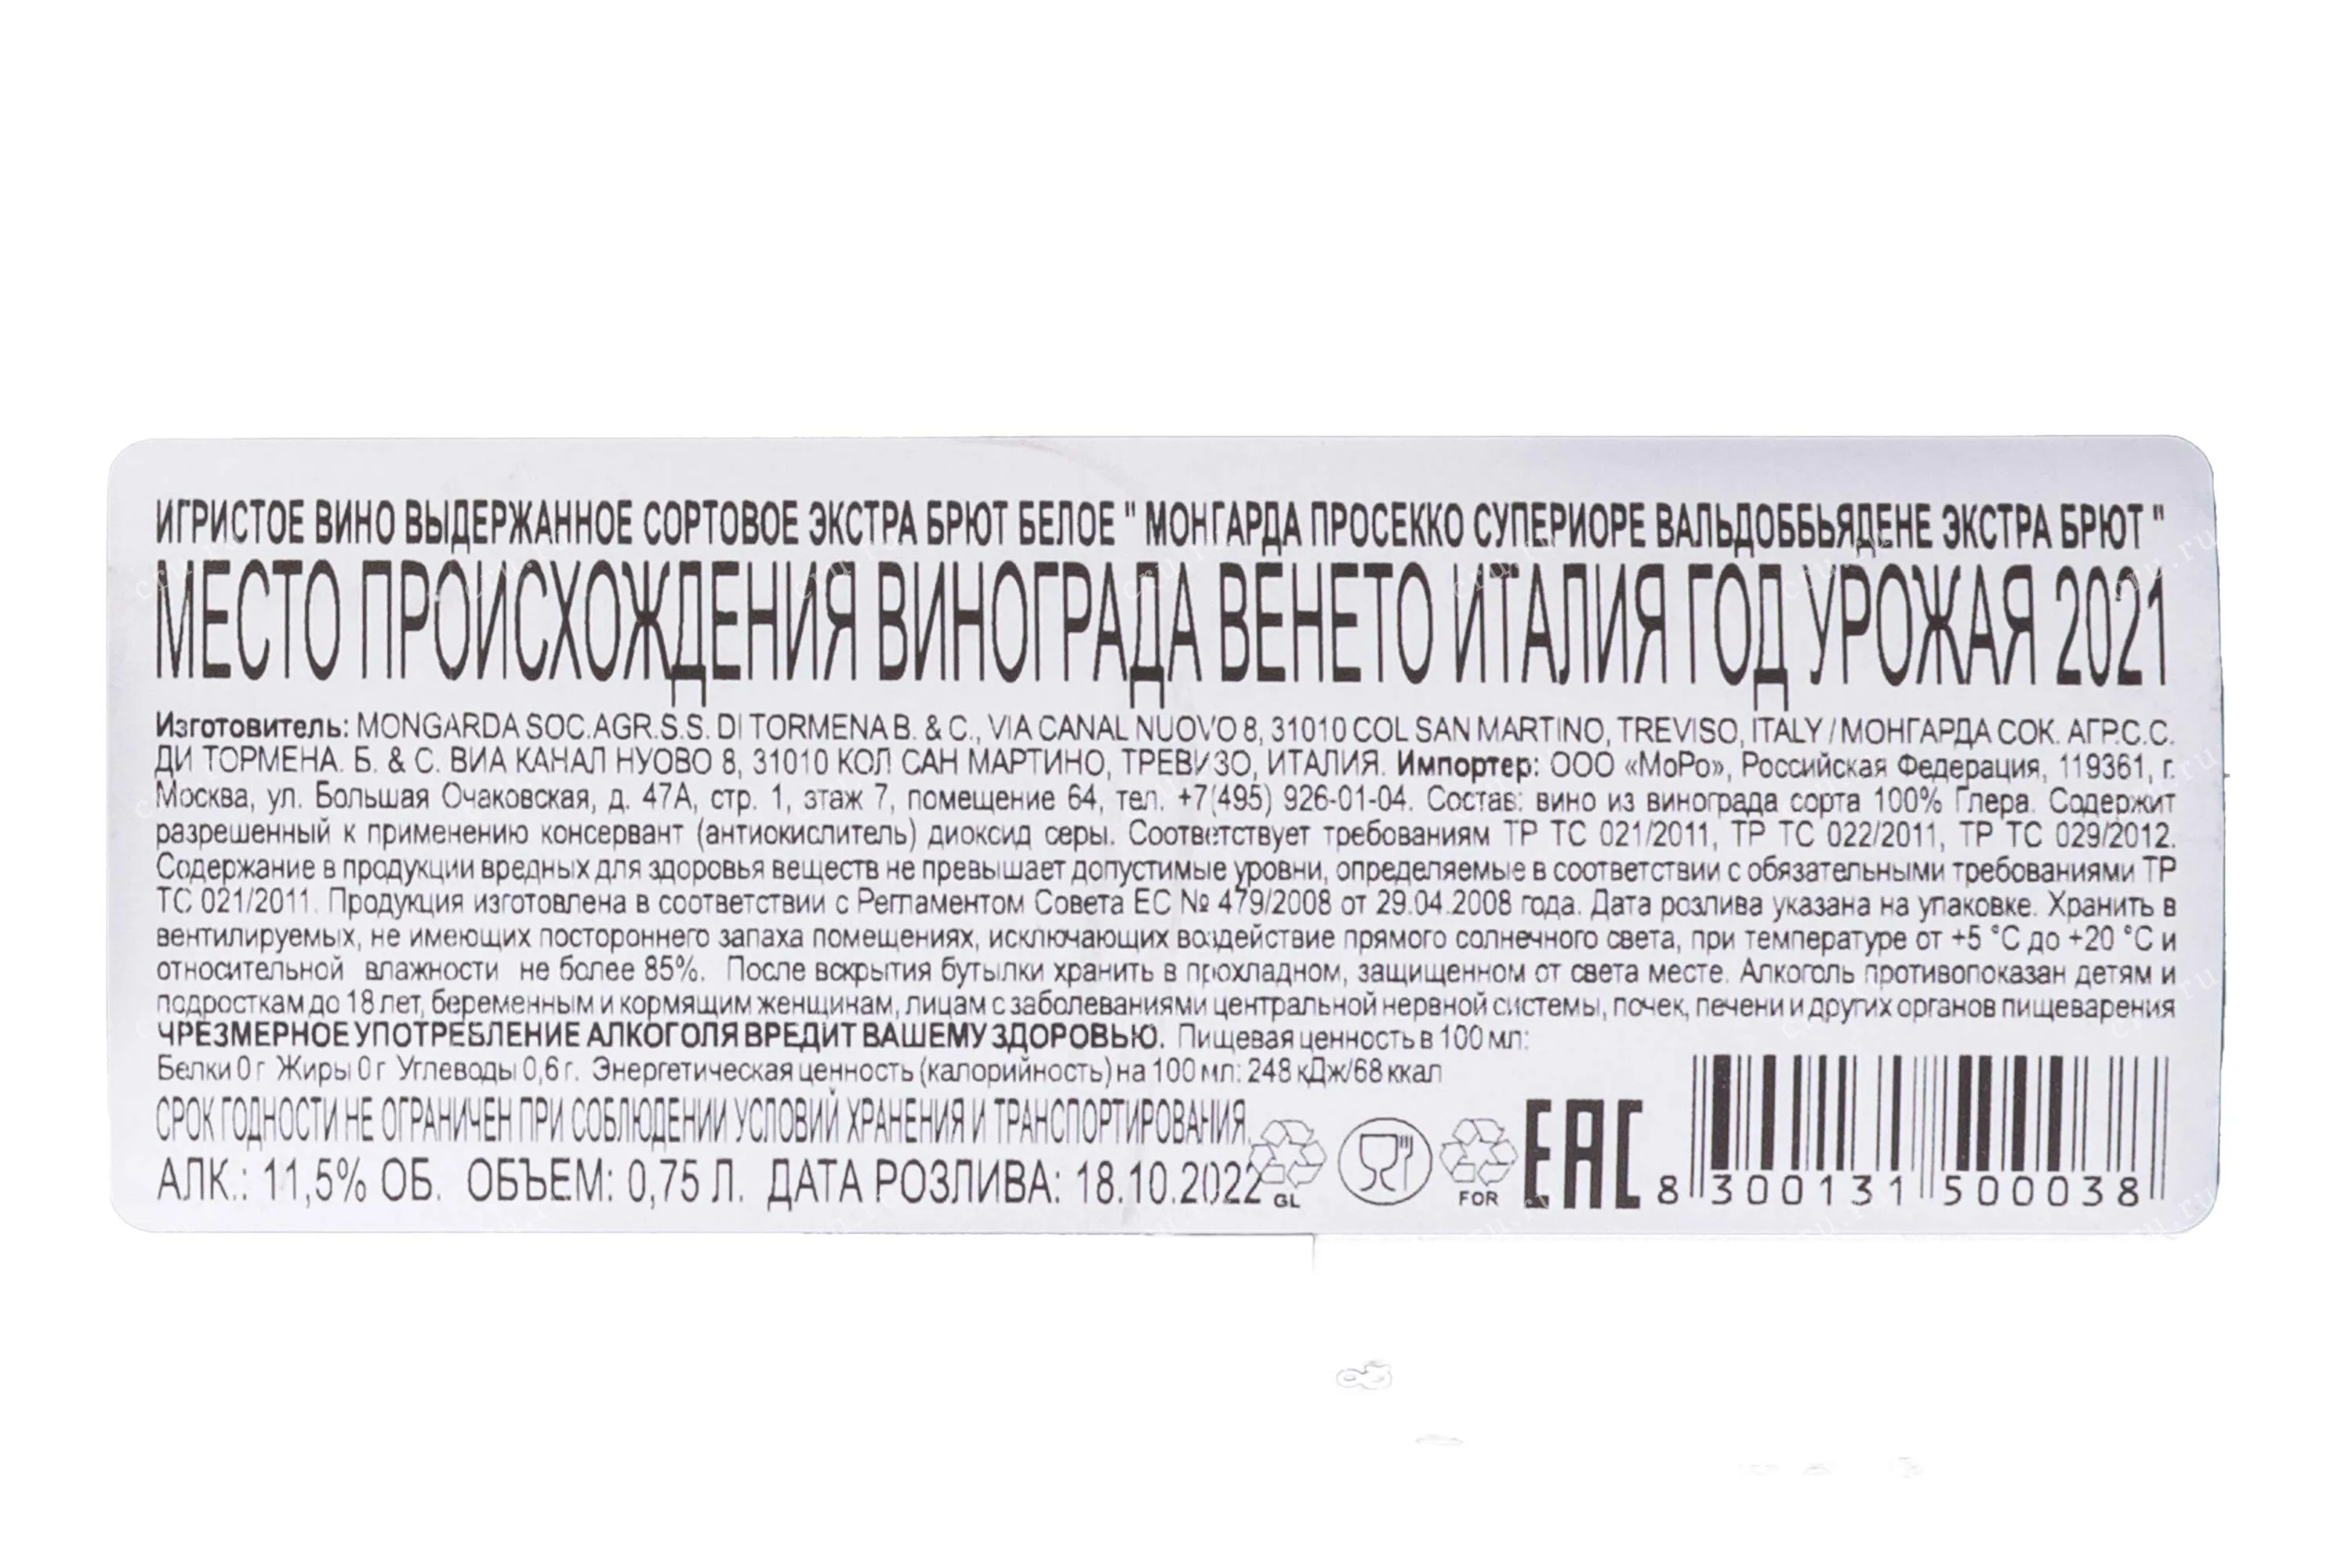 ИГРИСТОЕ ВИНО ВЫДЕРЖАННОЕ СОРТОВОЕ ЭКСТРА БРЮТ БЕЛОЕ " МОНГАРДА ПРОСЕККО СУПЕРИОРЕ ВАЛЬДОББЬЯДЕНЕ ЭКСТРА БРЮТ "
МЕСТО ПРОИСХОЖДЕНИЯ ВИНОГРАДА ВЕНЕТО ИТАЛИЯ ГОД УРОЖАЯ 2021
Изготовитель: MONGARDA SOC.AGR.S.S. DI TORMENA B. & C., VIA CANAL NUOVO 8, 31010 COL SAN MARTINO, TREVISO, ITALY / МОНГАРДА СОК. АГР.С.С.
ДИ ТОРМЕНА. Б. & С. ВИА КАНАЛ НУОВО 8, 31010 КОЛ САН МАРТИНО, ТРЕВИЗО, ИТАЛИЯ. Импортер: ООО «МоРо», Российская Федерация, 119361, г.
Москва, ул. Большая Очаковская, д. 47А, стр. 1, этаж 7, помещение 64, тел. +7(495) 926-01-04. Состав: вино из винограда сорта 100% Глера. Содержит
разрешенный к применению консервант (антиокислитель) диоксид серы. Соответствует требованиям ТР ТС 021/2011, ТР ТС 022/2011, ТР ТС 029/2012.
Содержание в продукции вредных для здоровья веществ не превышает допустимые уровни, определяемые в соответствии с обязательными требованиями ТР
ТС 021/2011. Продукция изготовлена в соответствии с Регламентом Совета ЕС № 479/2008 от 29.04.2008 года. Дата розлива указана на упаковке. Хранить в
вентилируемых, не имеющих постороннего запаха помещениях, исключающих воздействие прямого солнечного света, при температуре от +5 °С до +20 °С и
относительной влажности не более 85%. После вскрытия бутылки хранить в прохладном, защищенном от света месте. Алкоголь противопоказан детям и
подросткам до 18 лет, беременным и кормящим женщинам, лицам с заболеваниями центральной нервной системы, почек, печени и других органов пищеварения
ЧРЕЗМЕРНОЕ УПОТРЕБЛЕНИЕ АЛКОГОЛЯ ВРЕДИТ ВАШЕМУ ЗДОРОВЬЮ. Пищевая ценность в 100 мл:
Белки 0 г Жиры 0 г Углеводы 0,6 г. Энергетическая ценность (калорийность) на 100 мл: 248 кДж/68 ккал
СРОК ГОДНОСТИ НЕ ОГРАНИЧЕН ПРИ СОБЛЮДЕНИИ УСЛОВИЙ ХРАНЕНИЯ И ТРАНСПОРТИРОВАНИЯ.
АЛК.: 11,5% ОБ. ОБЪЕМ: 0,75 Л. ДАТА РОЗЛИВА: 18.10.2022
GL FOR EAC 8 300131 500038
cru.ru